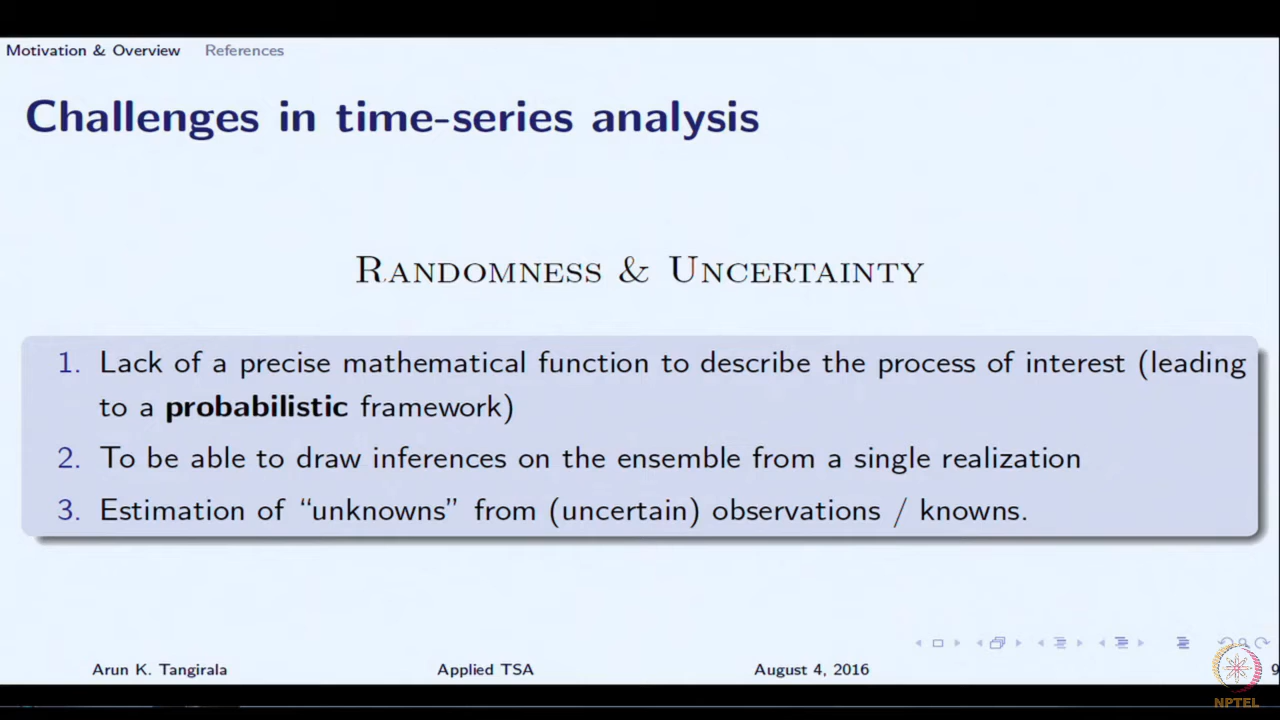 Motivation & Overview References
Challenges in time-series analysis
RANDOMNESS & UNCERTAINTY
1. Lack of a precise mathematical function to describe the process of interest (leading
to a probabilistic framework)
2. To be able to draw inferences on the ensemble from a single realization
3. Estimation of “unknowns” from (uncertain) observations / knowns.
Arun K. Tangirala Applied TSA August 4, 2016 9
NPTEL